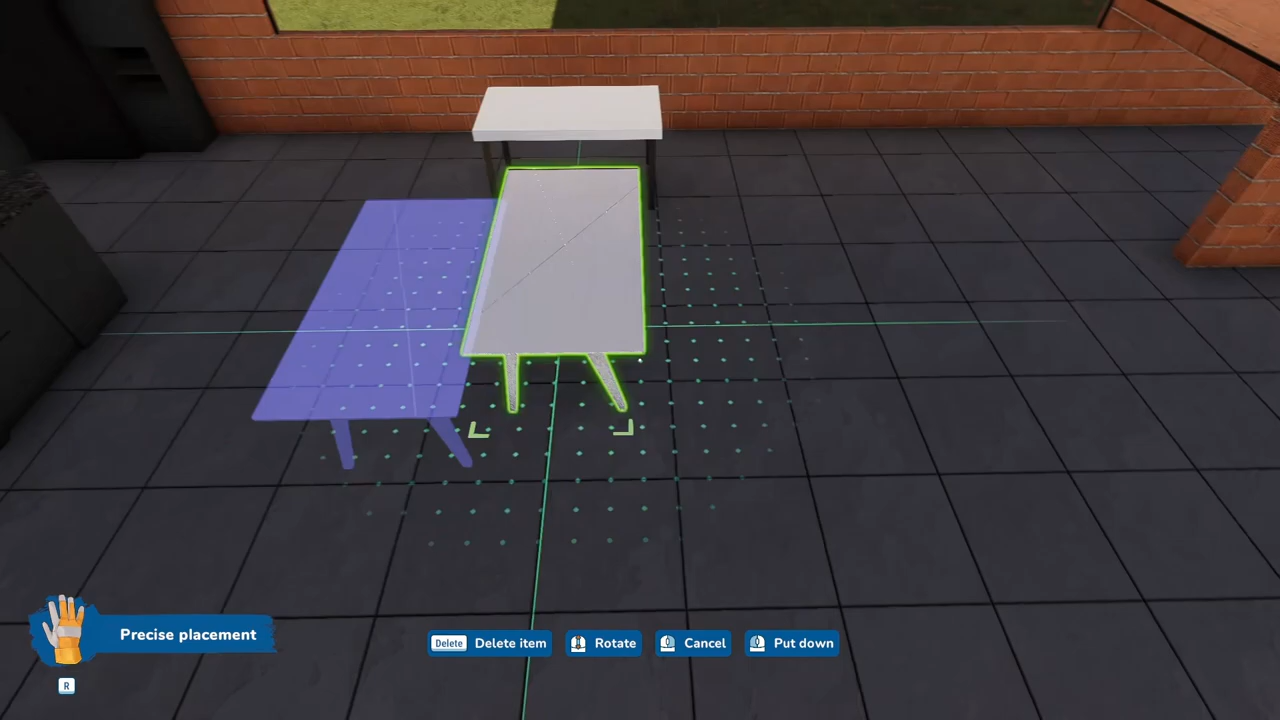 Precise placement
R
Delete Delete item
Rotate
Cancel
Put down